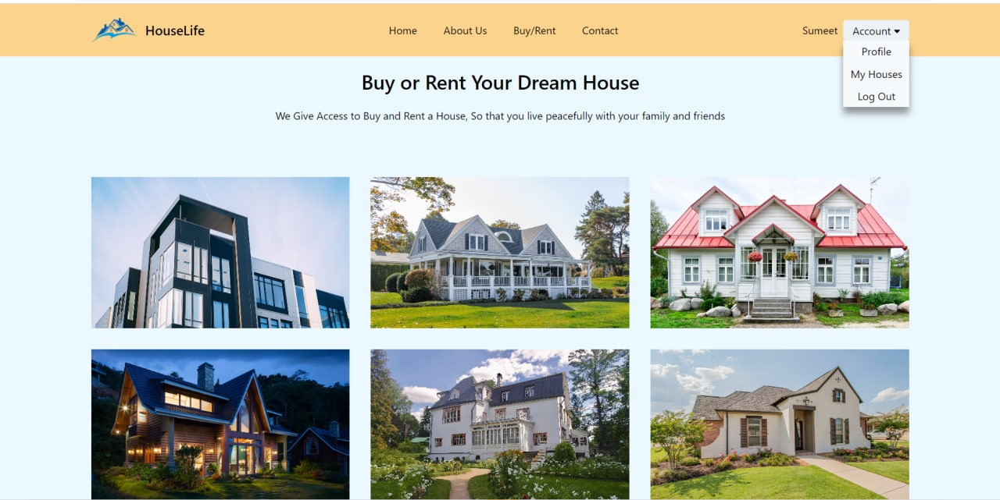 HouseLife
Home
About Us
Buy/Rent
Contact
Sumeet
Account
Profile
My Houses
Log Out
Buy or Rent Your Dream House
We Give Access to Buy and Rent a House, So that you live peacefully with your family and friends